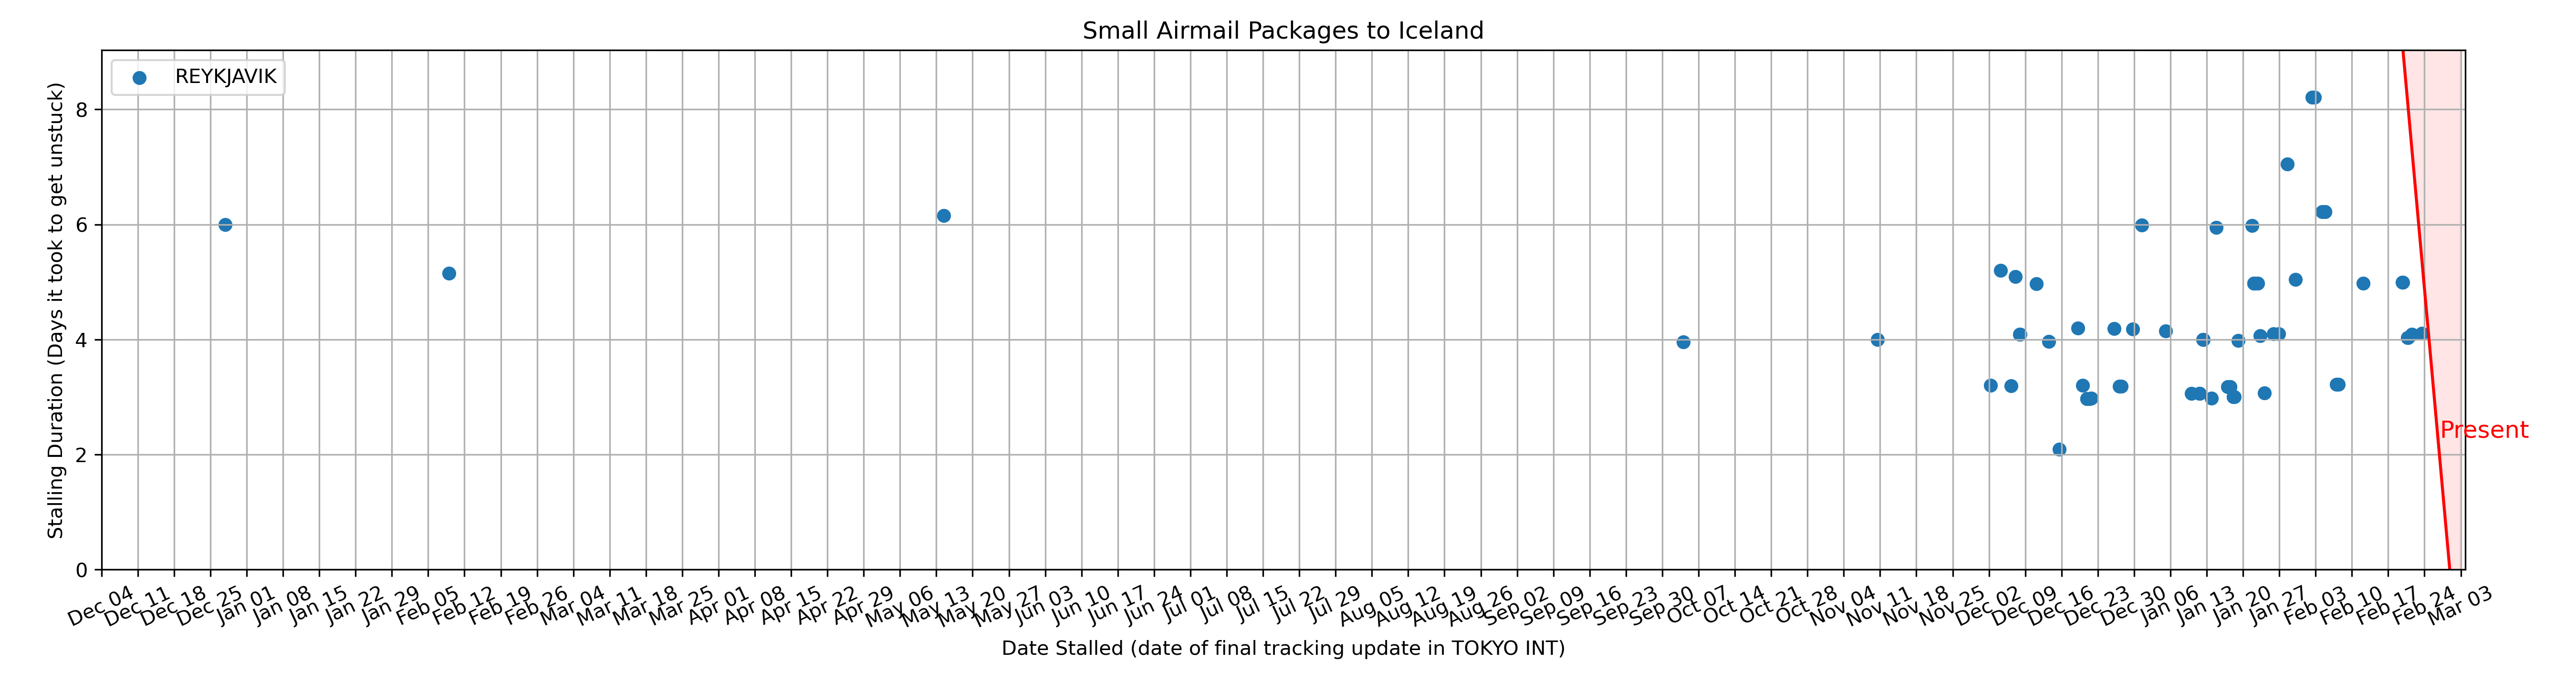 Small Airmail Packages to Iceland
REYKJAVIK
Stalling Duration (Days it took to get unstuck)
8
6
4
2
0
Present
Dec 04
Dec 11
Dec 18
Dec 25
Jan 01
Jan 08
Jan 15
Jan 22
Jan 29
Feb 05
Feb 12
Feb 19
Feb 26
Mar 04
Mar 11
Mar 18
Mar 25
Apr 01
Apr 08
Apr 15
Apr 22
Apr 29
May 06
May 13
May 20
May 27
Jun 03
Jun 10
Jun 17
Jun 24
Jul 01
Jul 08
Jul 15
Jul 22
Jul 29
Aug 05
Aug 12
Aug 19
Aug 26
Sep 02
Sep 09
Sep 16
Sep 23
Sep 30
Oct 07
Oct 14
Oct 21
Oct 28
Nov 04
Nov 11
Nov 18
Nov 25
Dec 02
Dec 09
Dec 16
Dec 23
Dec 30
Jan 06
Jan 13
Jan 20
Jan 27
Feb 03
Feb 10
Feb 17
Feb 24
Mar 03
Date Stalled (date of final tracking update in TOKYO INT)